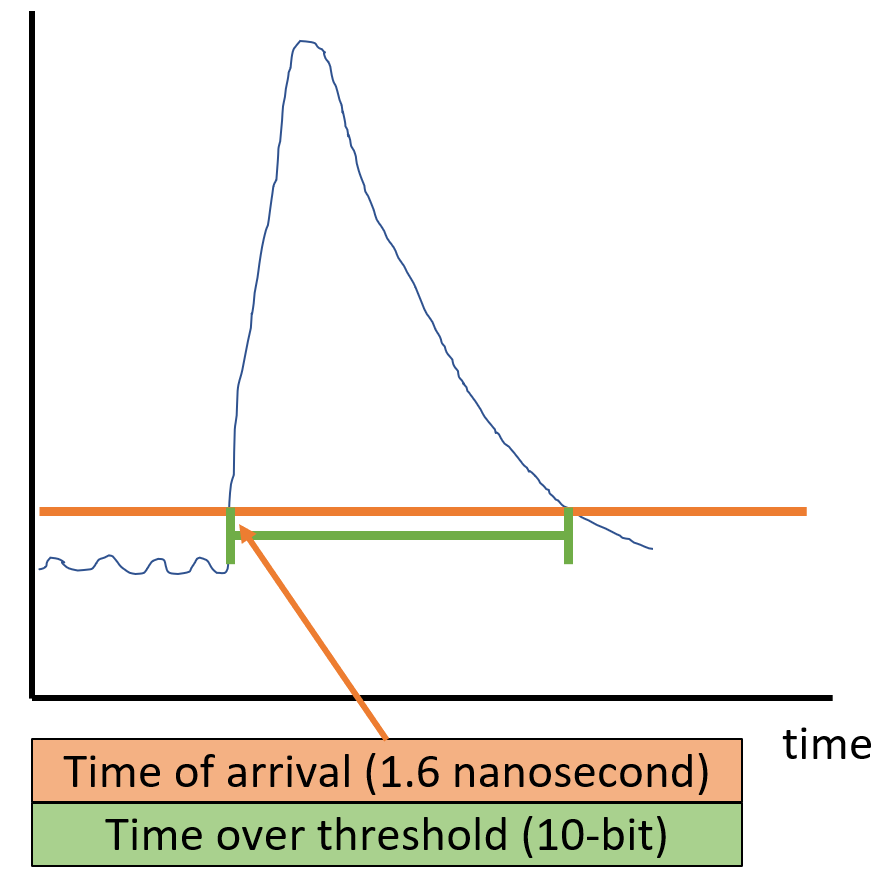 time
Time of arrival (1.6 nanosecond)
Time over threshold (10-bit)